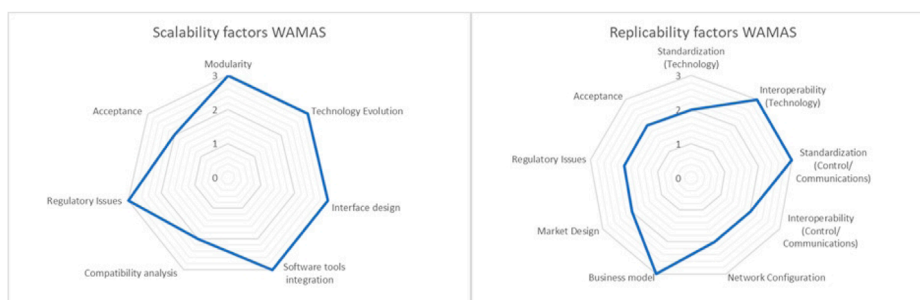 Scalability factors WAMAS
Modularity
3
Acceptance
2
Technology Evolution
1
0
Regulatory Issues
Interface design
Compatibility analysis
Software tools
integration
Replicability factors WAMAS
Standardization
(Technology)
3
Acceptance
Interoperability
(Technology)
2
1
Regulatory Issues
Standardization
(Control/
Communications)
0
Market Design
Interoperability
(Control/
Communications)
Business model
Network Configuration